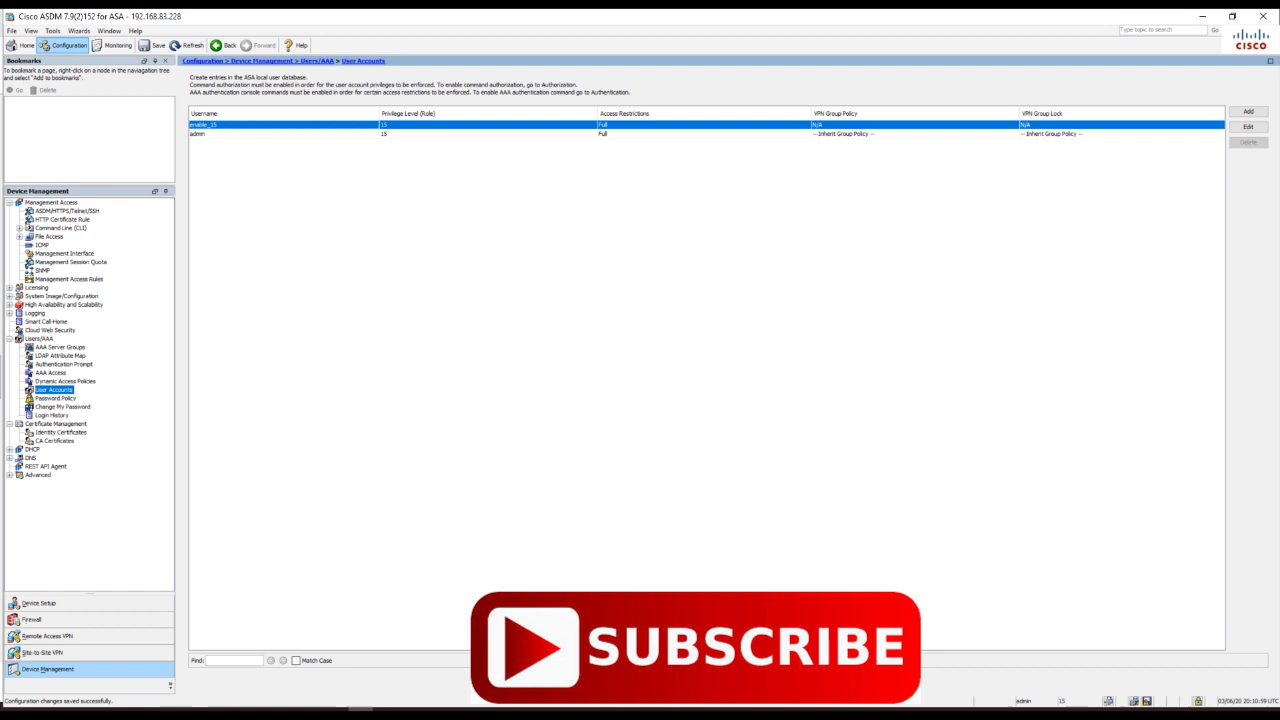 Cisco ASDM 7.9(2)152 for ASA - 192.168.83.228
File View Tools Wizards Window Help
Type topic to search Go
Home Configuration Monitoring Save Refresh Back Forward Help
CISCO
Bookmarks
To bookmark a page, right-click on a node in the naviagation tree
and select "Add to bookmarks".
Go Delete
Configuration > Device Management > Users/AAA > User Accounts
Create entries in the ASA local user database.
Command authorization must be enabled in order for the user account privileges to be enforced. To enable command authorization, go to Authorization.
AAA authentication console commands must be enabled in order for certain access restrictions to be enforced. To enable AAA authentication command go to Authentication.
Username Privilege Level (Role) Access Restrictions VPN Group Policy VPN Group Lock
enable_15 15 Full N/A N/A
admin 15 Full -- Inherit Group Policy -- -- Inherit Group Policy --
Add
Edit
Delete
Device Management
Management Access
ASDM/HTTPS/Telnet/SSH
HTTP Certificate Rule
Command Line (CLI)
File Access
ICMP
Management Interface
Management Session Quota
SNMP
Management Access Rules
Licensing
System Image/Configuration
High Availability and Scalability
Logging
Smart Call-Home
Cloud Web Security
Users/AAA
AAA Server Groups
LDAP Attribute Map
Authentication Prompt
AAA Access
Dynamic Access Policies
User Accounts
Password Policy
Change My Password
Login History
Certificate Management
Identity Certificates
CA Certificates
DHCP
DNS
REST API Agent
Advanced
Device Setup
Firewall
Remote Access VPN
Site-to-Site VPN
Device Management
Find: Match Case
SUBSCRIBE
Configuration changes saved successfully.
admin 15 03/06/20 20:10:39 UTC